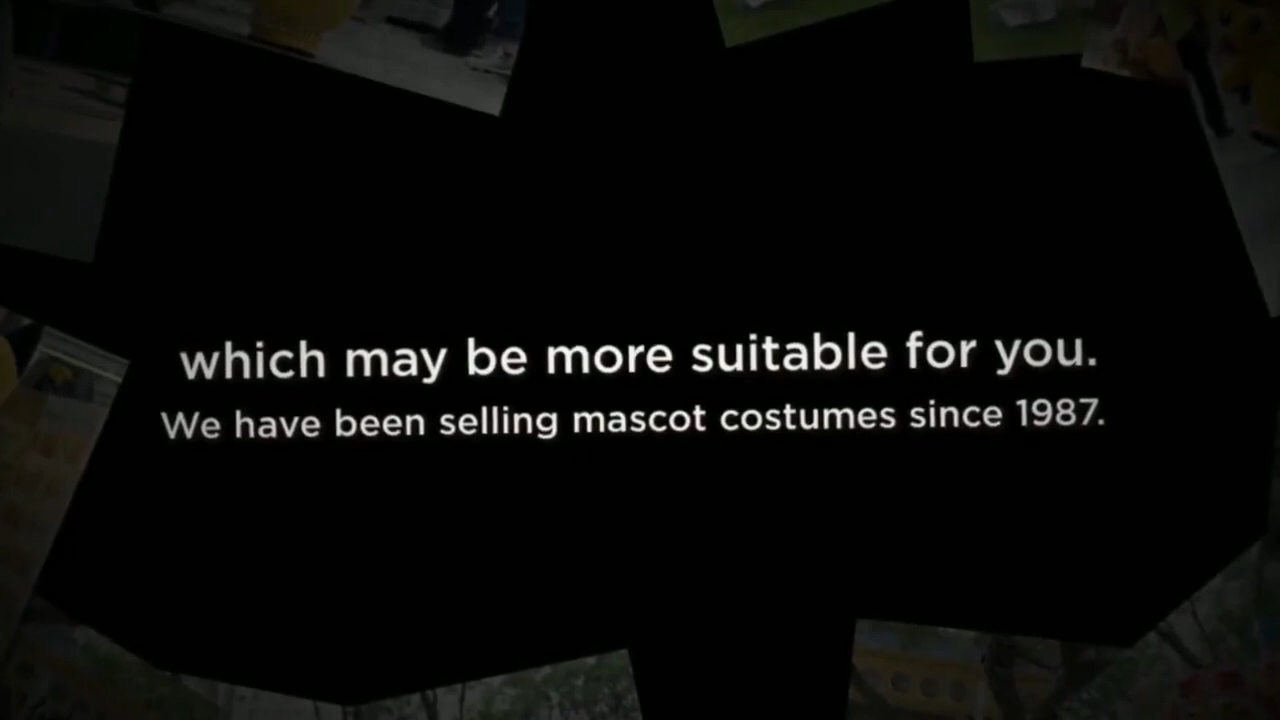 which may be more suitable for you.
We have been selling mascot costumes since 1987.